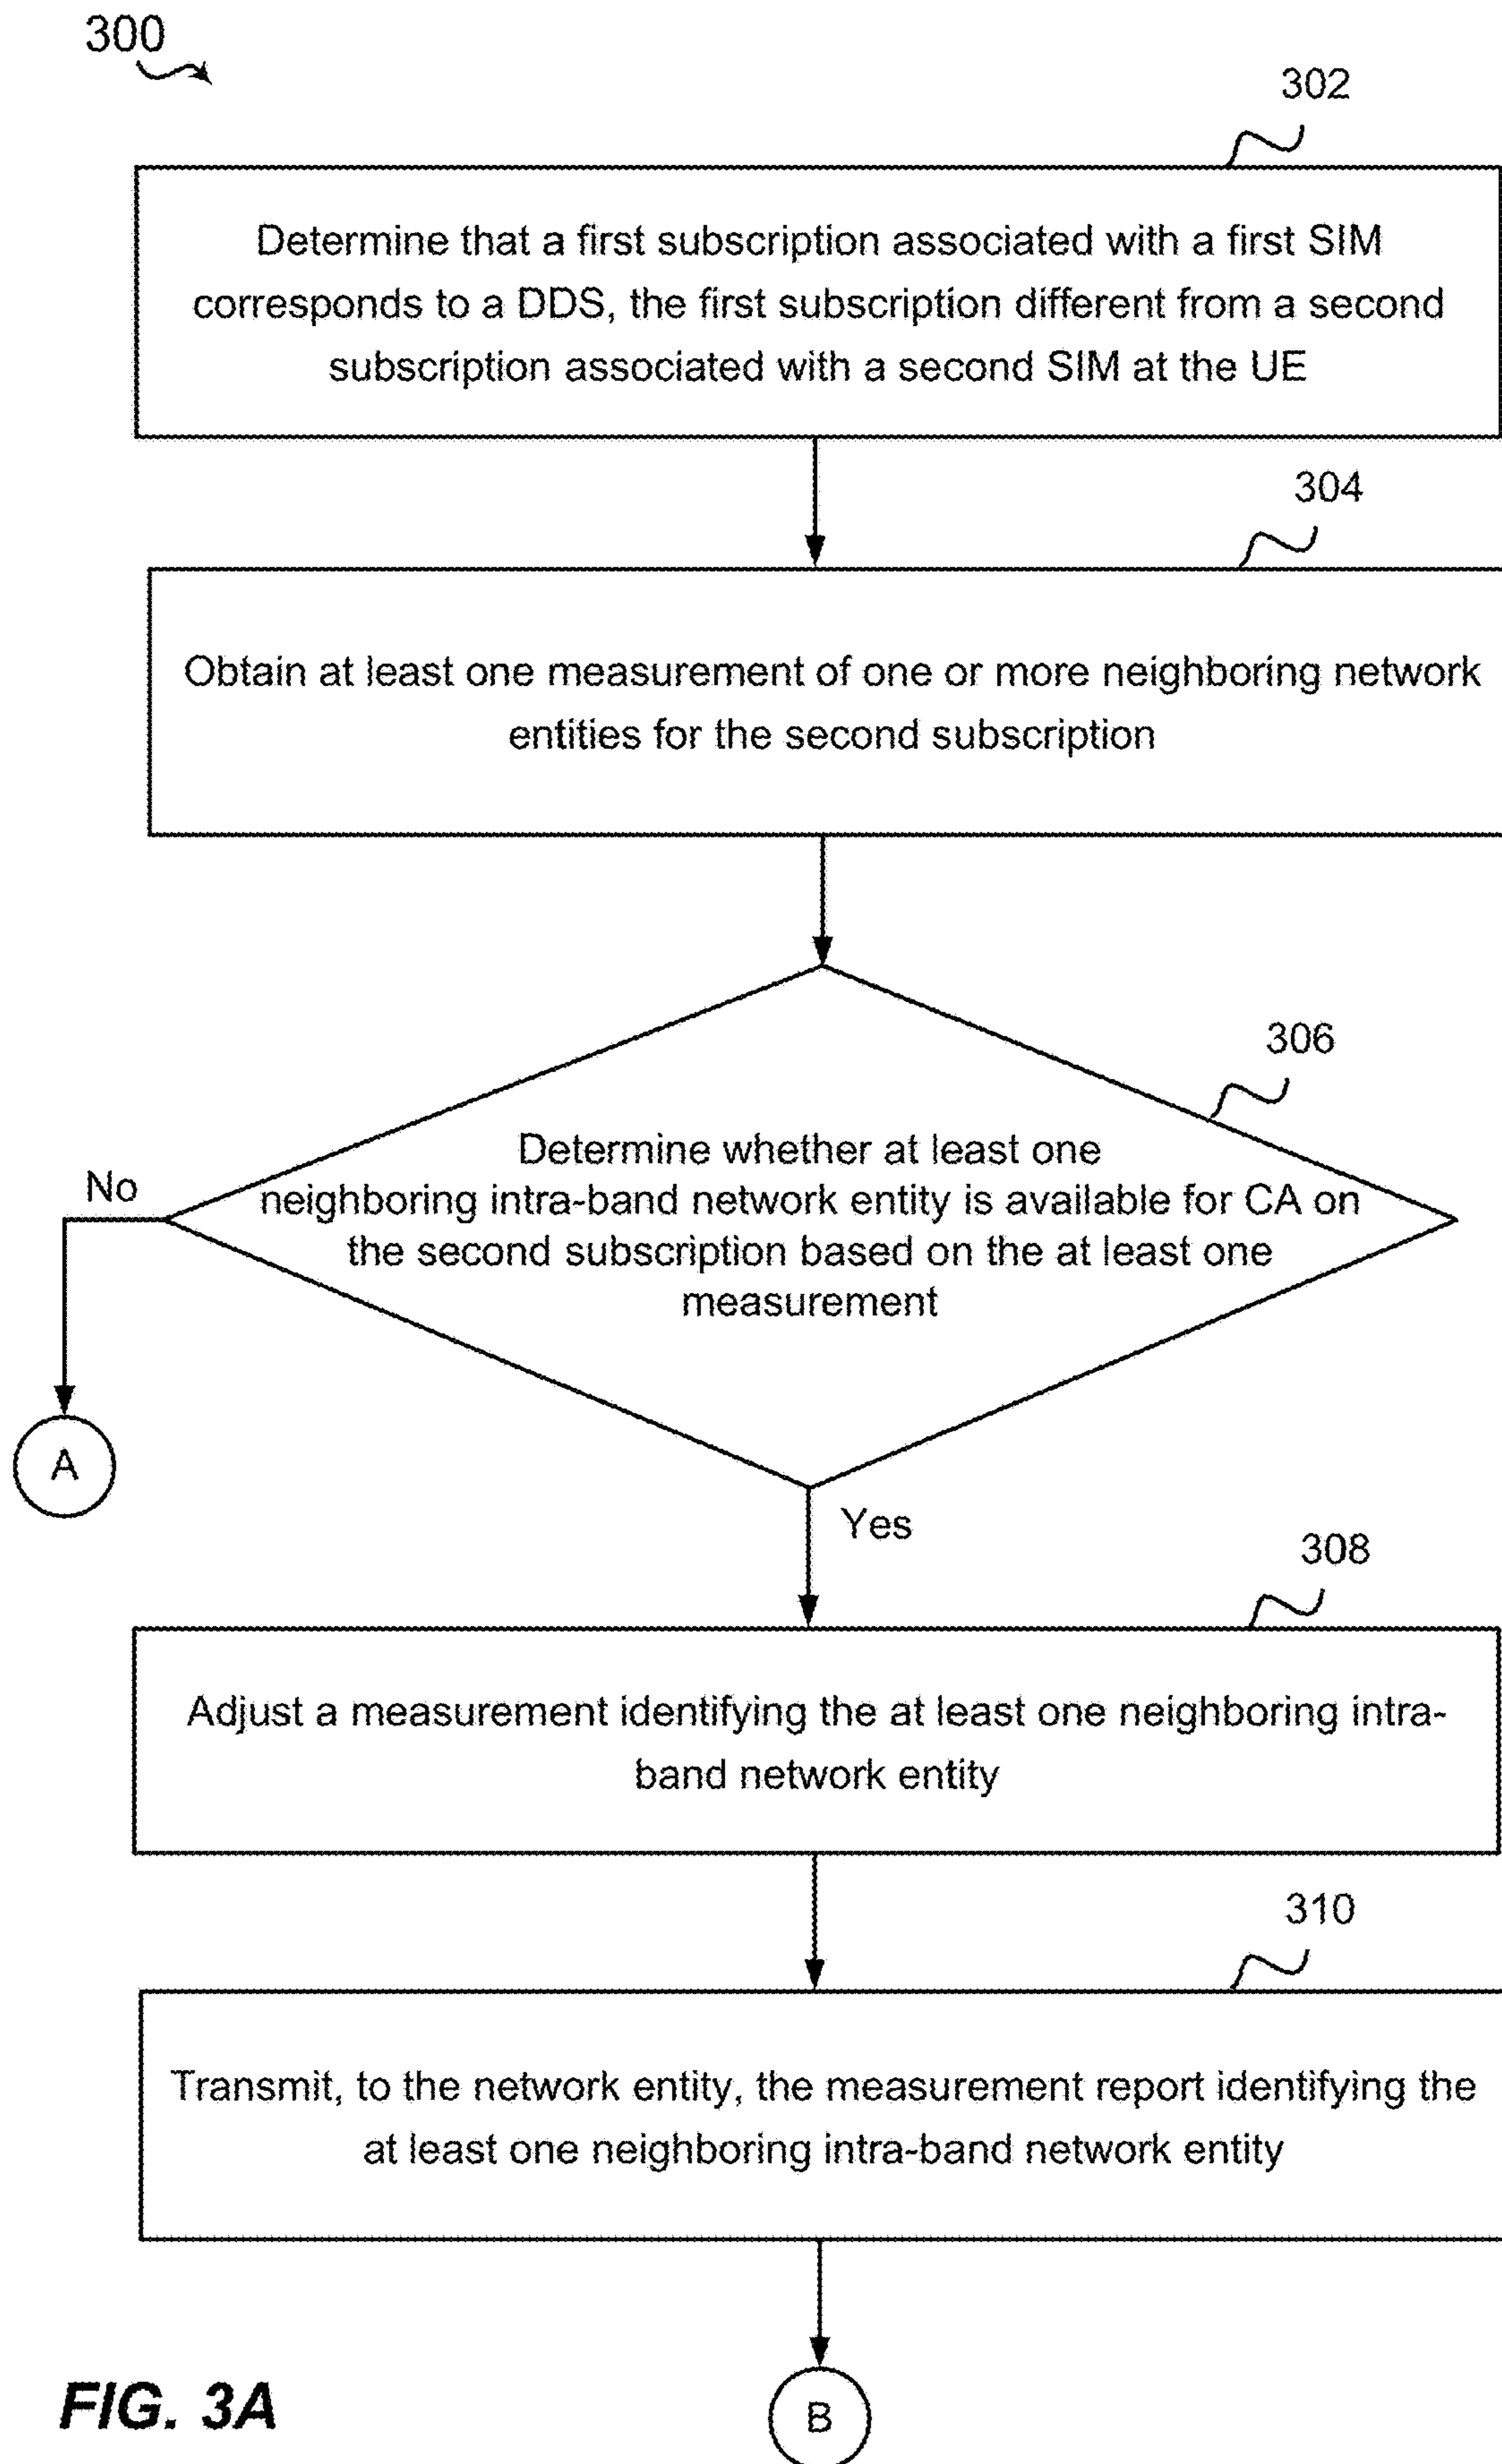 300
302
Determine that a first subscription associated with a first SIM
corresponds to a DDS, the first subscription different from a second
subscription associated with a second SIM at the UE
304
Obtain at least one measurement of one or more neighboring network
entities for the second subscription
306
Determine whether at least one
neighboring intra-band network entity is available for CA on
the second subscription based on the at least one
measurement
No
A
Yes
308
Adjust a measurement identifying the at least one neighboring intra-
band network entity
310
Transmit, to the network entity, the measurement report identifying the
at least one neighboring intra-band network entity
B
FIG. 3A